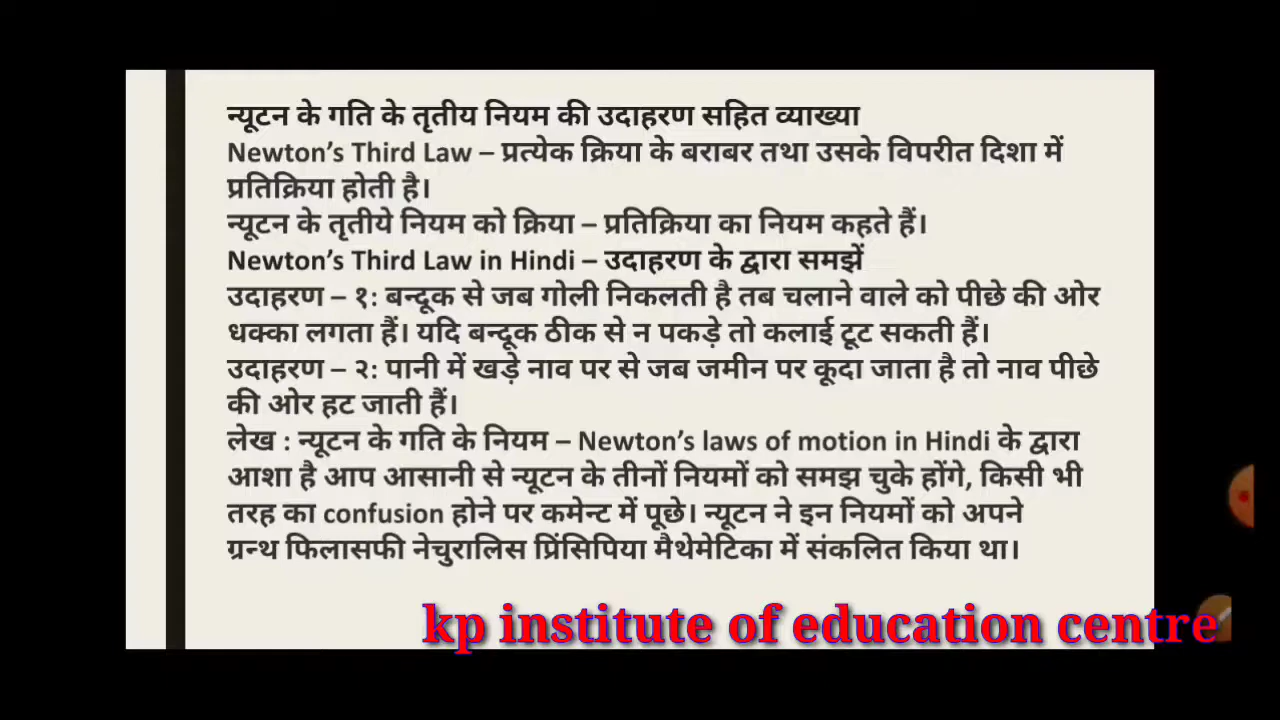 न्यूटन के गति के तृतीय नियम की उदाहरण सहित व्याख्या
Newton’s Third Law – प्रत्येक क्रिया के बराबर तथा उसके विपरीत दिशा में
प्रतिक्रिया होती है।
न्यूटन के तृतीये नियम को क्रिया – प्रतिक्रिया का नियम कहते हैं।
Newton’s Third Law in Hindi – उदाहरण के द्वारा समझें
उदाहरण – १: बन्दूक से जब गोली निकलती है तब चलाने वाले को पीछे की ओर
धक्का लगता हैं। यदि बन्दूक ठीक से न पकड़े तो कलाई टूट सकती हैं।
उदाहरण – २: पानी में खड़े नाव पर से जब जमीन पर कूदा जाता है तो नाव पीछे
की ओर हट जाती हैं।
लेख : न्यूटन के गति के नियम – Newton’s laws of motion in Hindi के द्वारा
आशा है आप आसानी से न्यूटन के तीनों नियमों को समझ चुके होंगे, किसी भी
तरह का confusion होने पर कमेन्ट में पूछे। न्यूटन ने इन नियमों को अपने
ग्रन्थ फिलासफी नेचुरालिस प्रिंसिपिया मैथेमेटिका में संकलित किया था।
kp institute of education centre